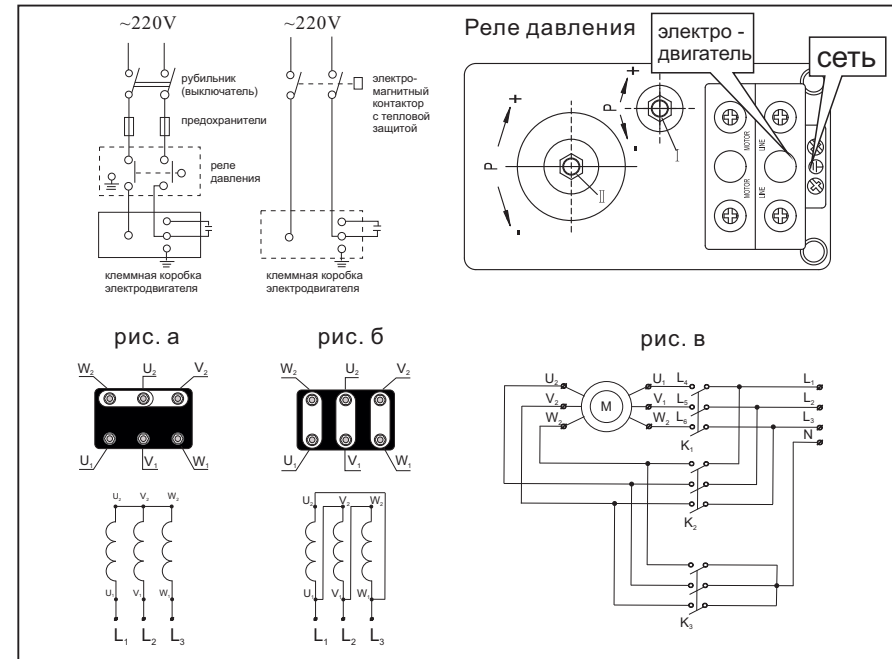 ~220V
рубильник
(выключатель)
предохранители
реле
давления
клеммная коробка
электродвигателя
~220V
электро-
магнитный
контактор
с тепловой
защитой
клеммная коробка
электродвигателя
Реле давления
электро -
двигатель
сеть
+
P
-
II
+
P
-
I
MOTOR
MOTOR
LINE
LINE
рис. а
W₂ U₂ V₂
U₁ V₁ W₁
U₂ V₂ W₂
U₁ V₁ W₁
L₁ L₂ L₃
рис. б
W₂ U₂ V₂
U₁ V₁ W₁
U₂ V₂ W₂
U₁ V₁ W₁
L₁ L₂ L₃
рис. в
U₂ U₁ L₄ L₁
V₂ M V₁ L₅ L₂
W₂ W₂ L₆ L₃
N
K₁
K₂
K₃